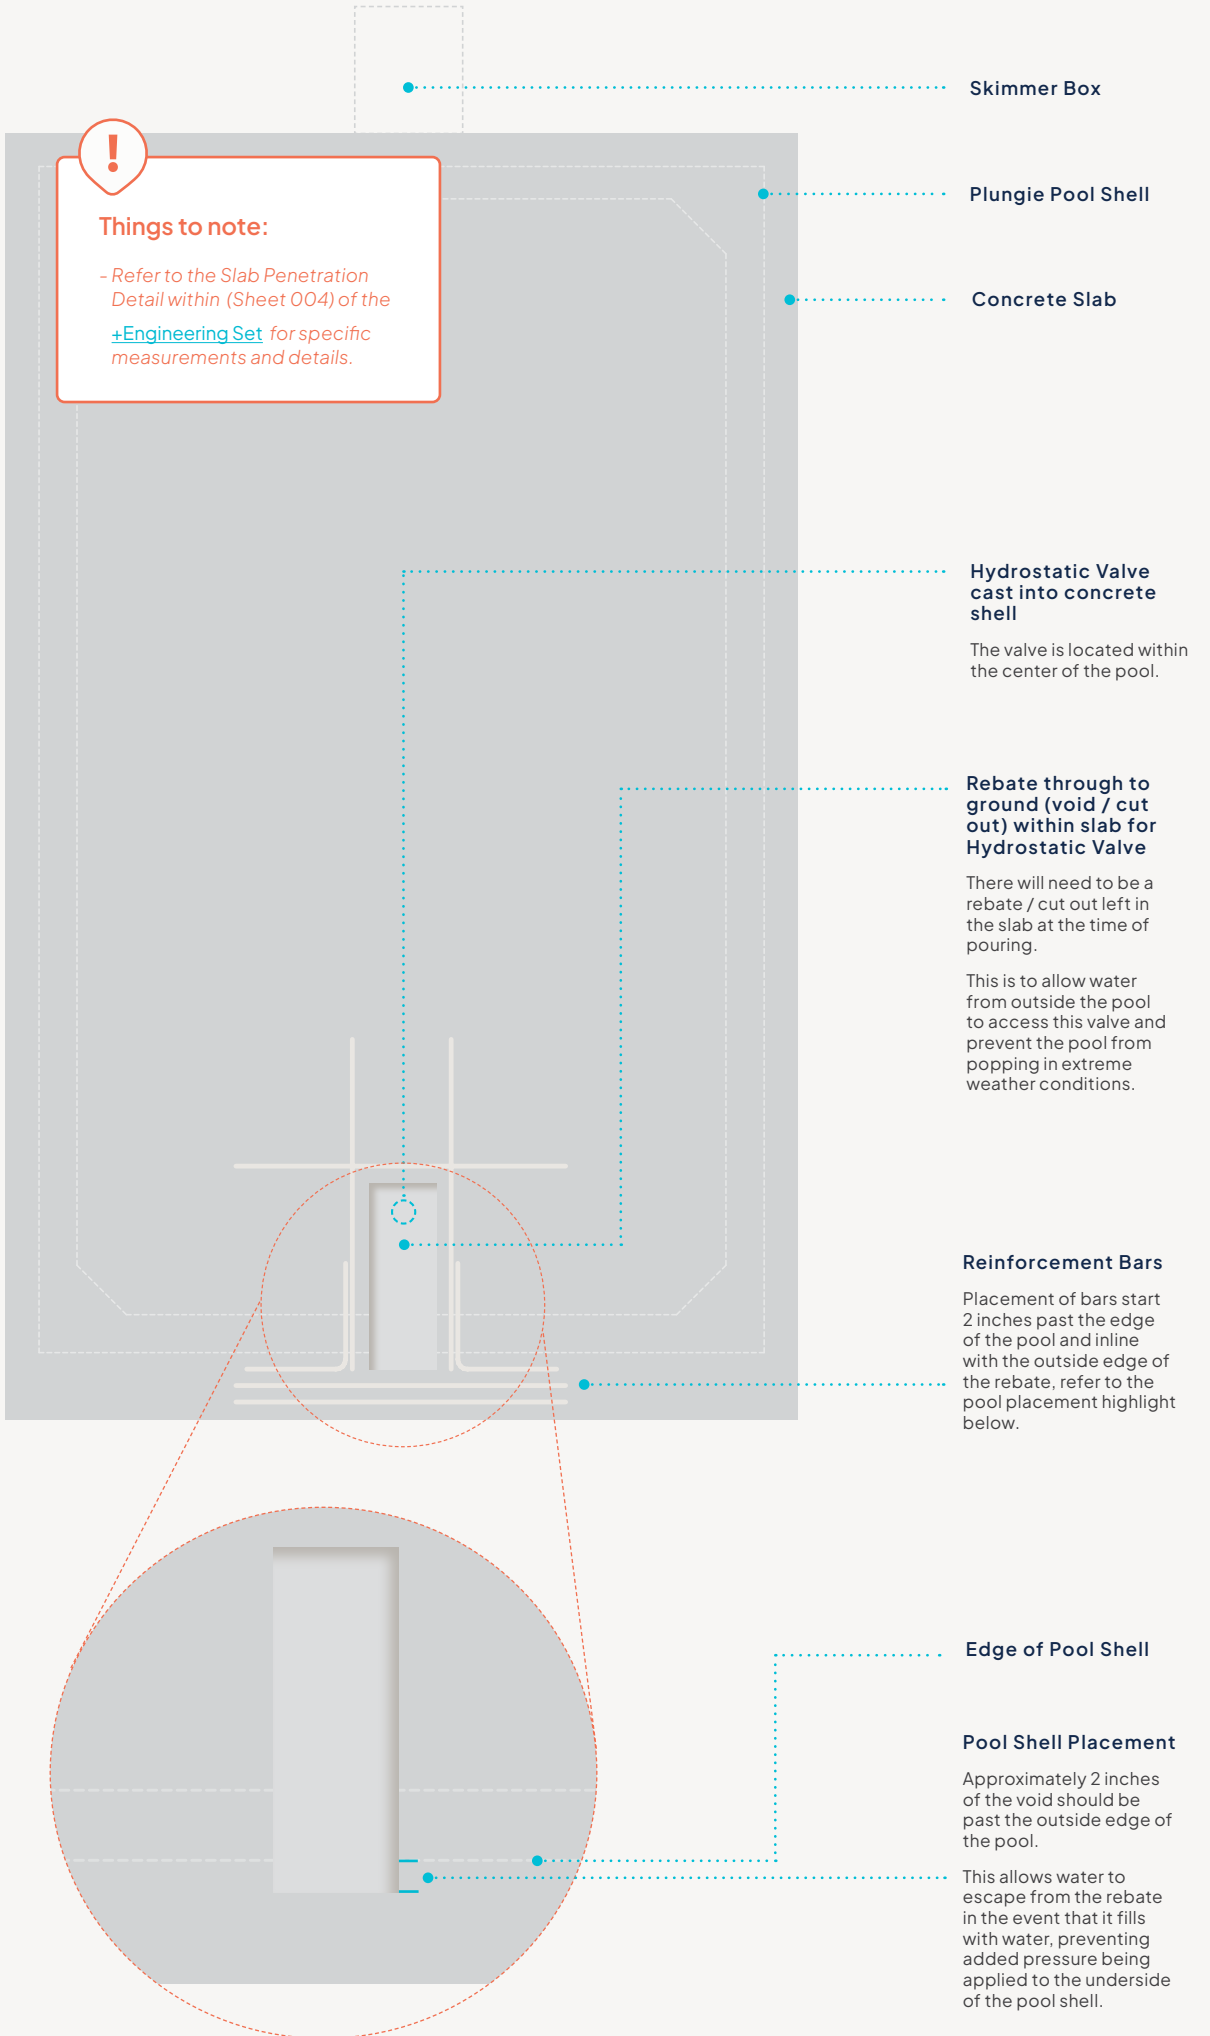 Skimmer Box
!
Things to note:
- Refer to the Slab Penetration
Detail within (Sheet 004) of the
+Engineering Set for specific
measurements and details.
Plungie Pool Shell
Concrete Slab
Hydrostatic Valve
cast into concrete
shell
The valve is located within
the center of the pool.
Rebate through to
ground (void / cut
out) within slab for
Hydrostatic Valve
There will need to be a
rebate / cut out left in
the slab at the time of
pouring.
This is to allow water
from outside the pool
to access this valve and
prevent the pool from
popping in extreme
weather conditions.
Reinforcement Bars
Placement of bars start
2 inches past the edge
of the pool and inline
with the outside edge of
the rebate, refer to the
pool placement highlight
below.
Edge of Pool Shell
Pool Shell Placement
Approximately 2 inches
of the void should be
past the outside edge of
the pool.
This allows water to
escape from the rebate
in the event that it fills
with water, preventing
added pressure being
applied to the underside
of the pool shell.